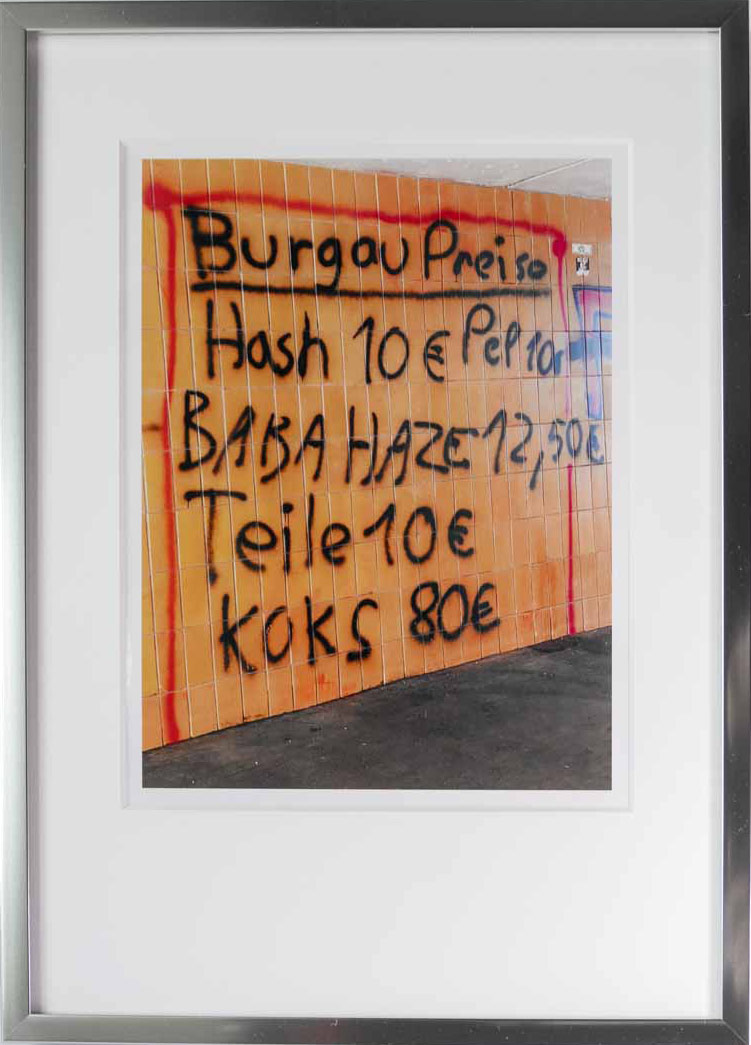 Burgau Preise
Hash 10€ Pep 10€
BABA HAZE 12,50€
Teile 10€
KOKS 80€